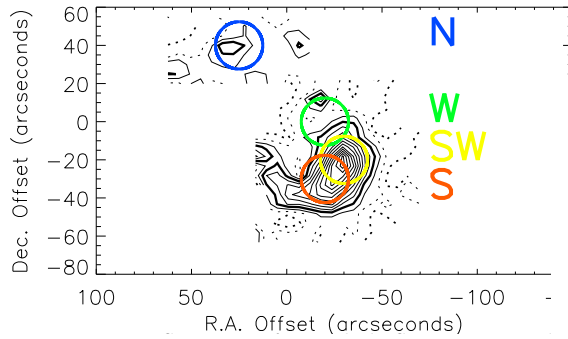 60
40
20
0
-20
-40
-60
-80
Dec. Offset (arcseconds)
N
W
SW
S
100 50 0 -50 -100 -
R.A. Offset (arcseconds)